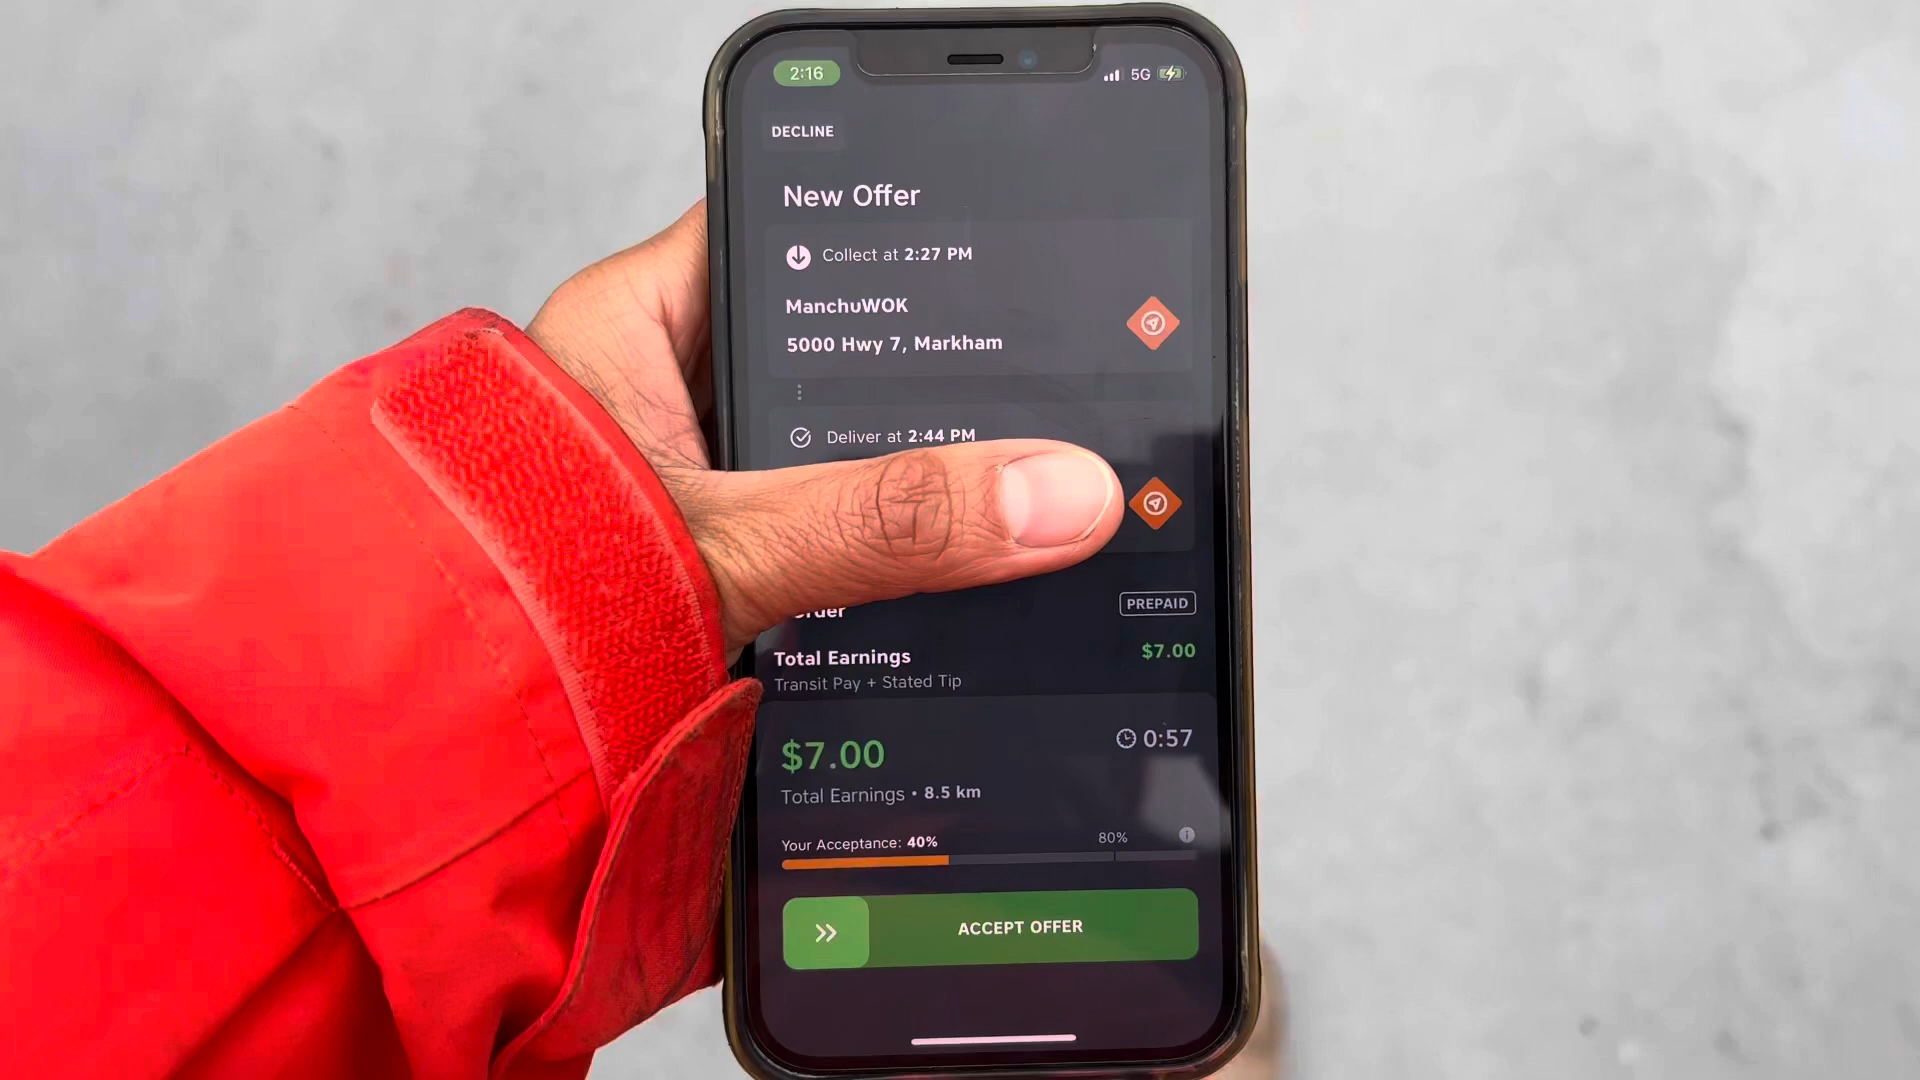 2:16
5G
DECLINE
New Offer
Collect at 2:27 PM
ManchuWOK
5000 Hwy 7, Markham
Deliver at 2:44 PM
PREPAID
Total Earnings
$7.00
Transit Pay + Stated Tip
$7.00
0:57
Total Earnings • 8.5 km
Your Acceptance: 40%
80%
ACCEPT OFFER